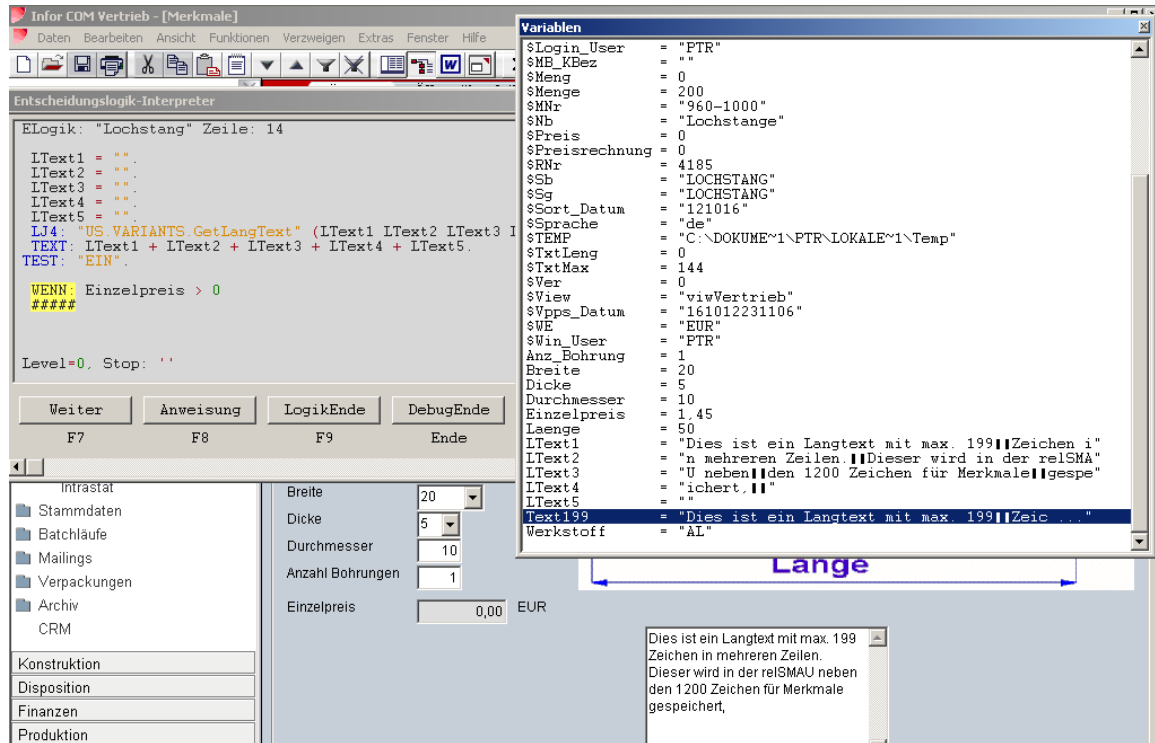 Infor COM Vertrieb - [Merkmale]
Daten Bearbeiten Ansicht Funktionen Verzweigen Extras Fenster Hilfe
Entscheidungslogik-Interpreter
ELogik: "Lochstang" Zeile: 14
LText1 = "".
LText2 = "".
LText3 = "".
LText4 = "".
LText5 = "".
LJ4: "US.VARIANTS.GetLangText" (LText1 LText2 LText3
TEXT: LText1 + LText2 + LText3 + LText4 + LText5.
TEST: "EIN".
WENN: Einzelpreis > 0
#####
Level=0, Stop: ''
Weiter Anweisung LogikEnde DebugEnde
F7 F8 F9 Ende
Variablen
$Login_User = "PTR"
$MB_KBez = ""
$Meng = 0
$Menge = 200
$MNr = "960-1000"
$Nb = "Lochstange"
$Preis = 0
$Preisrechnung = 0
$RNr = 4185
$Sb = "LOCHSTANG"
$Sg = "LOCHSTANG"
$Sort_Datum = "121016"
$Sprache = "de"
$TEMP = "C:\DOKUME~1\PTR\LOKALE~1\Temp"
$TxtLeng = 0
$TxtMax = 144
$Ver = 0
$View = "viwVertrieb"
$Vpps_Datum = "161012231106"
$WE = "EUR"
$Win_User = "PTR"
Anz_Bohrung = 1
Breite = 20
Dicke = 5
Durchmesser = 10
Einzelpreis = 1,45
Laenge = 50
LText1 = "Dies ist ein Langtext mit max. 199||Zeichen i"
LText2 = "n mehreren Zeilen.||Dieser wird in der relSMA"
LText3 = "U neben||den 1200 Zeichen für Merkmale||gespe"
LText4 = "ichert,||"
LText5 = ""
Text199 = "Dies ist ein Langtext mit max. 199||Zeic ..."
Werkstoff = "AL"
Intrastat
Stammdaten
Batchläufe
Mailings
Verpackungen
Archiv
CRM
Konstruktion
Disposition
Finanzen
Produktion
Breite 20
Dicke 5
Durchmesser 10
Anzahl Bohrungen 1
Einzelpreis 0,00 EUR
Länge
Dies ist ein Langtext mit max. 199
Zeichen in mehreren Zeilen.
Dieser wird in der relSMAU neben
den 1200 Zeichen für Merkmale
gespeichert,